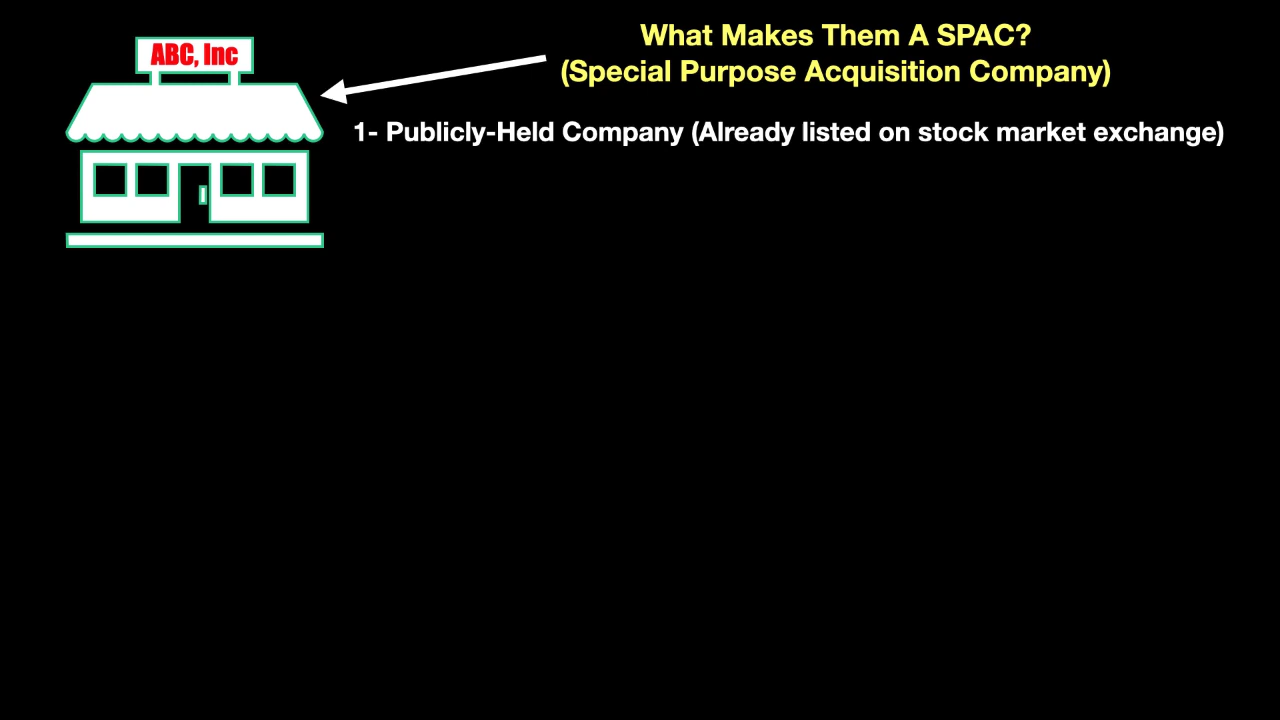 ABC, Inc
What Makes Them A SPAC?
(Special Purpose Acquisition Company)
1- Publicly-Held Company (Already listed on stock market exchange)